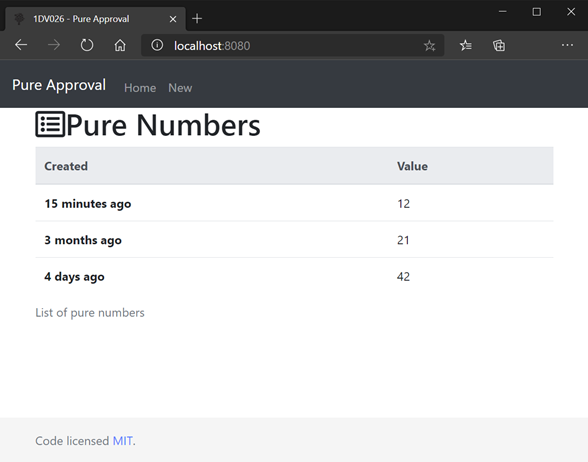 1DV026 - Pure Approval
localhost:8080
Pure Approval Home New
Pure Numbers
Created Value
15 minutes ago 12
3 months ago 21
4 days ago 42
List of pure numbers
Code licensed MIT.